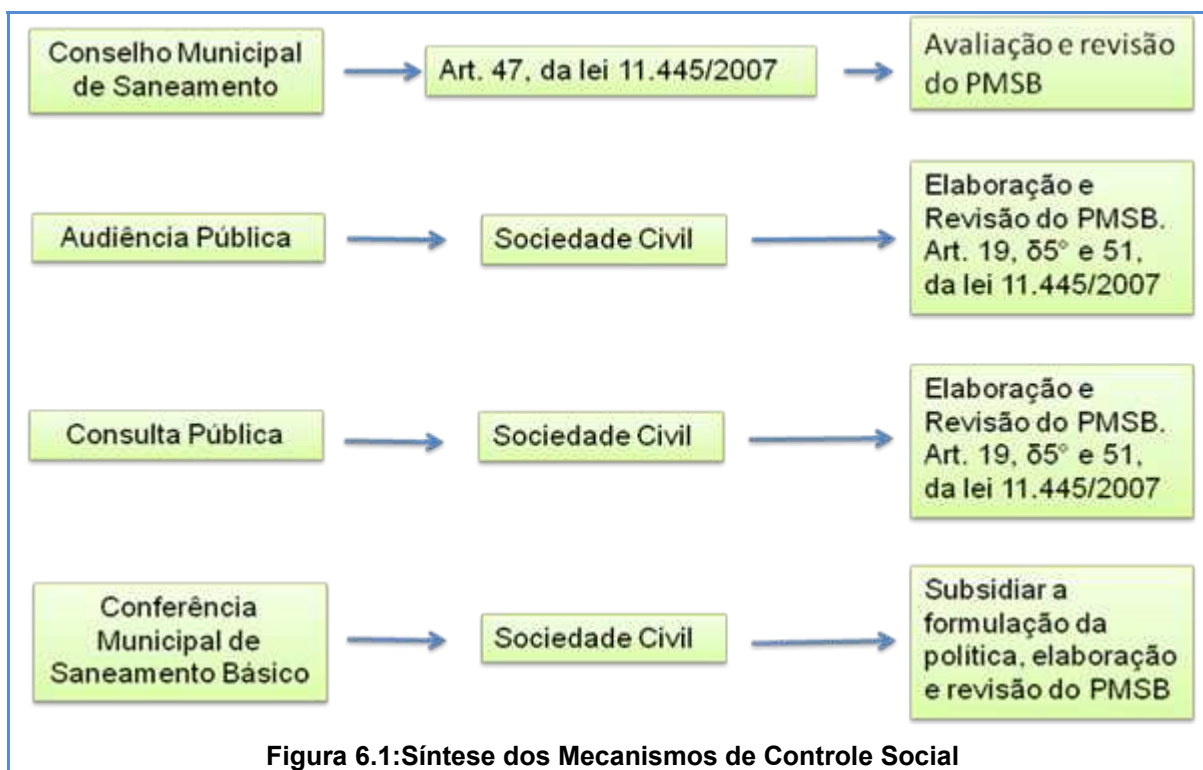 Conselho Municipal
de Saneamento
Art. 47, da lei 11.445/2007
Avaliação e revisão
do PMSB
Audiência Pública
Sociedade Civil
Elaboração e
Revisão do PMSB.
Art. 19, δ5° e 51,
da lei 11.445/2007
Consulta Pública
Sociedade Civil
Elaboração e
Revisão do PMSB.
Art. 19, δ5° e 51,
da lei 11.445/2007
Conferência
Municipal de
Saneamento Básico
Sociedade Civil
Subsidiar a
formulação da
política, elaboração
e revisão do PMSB
Figura 6.1:Síntese dos Mecanismos de Controle Social